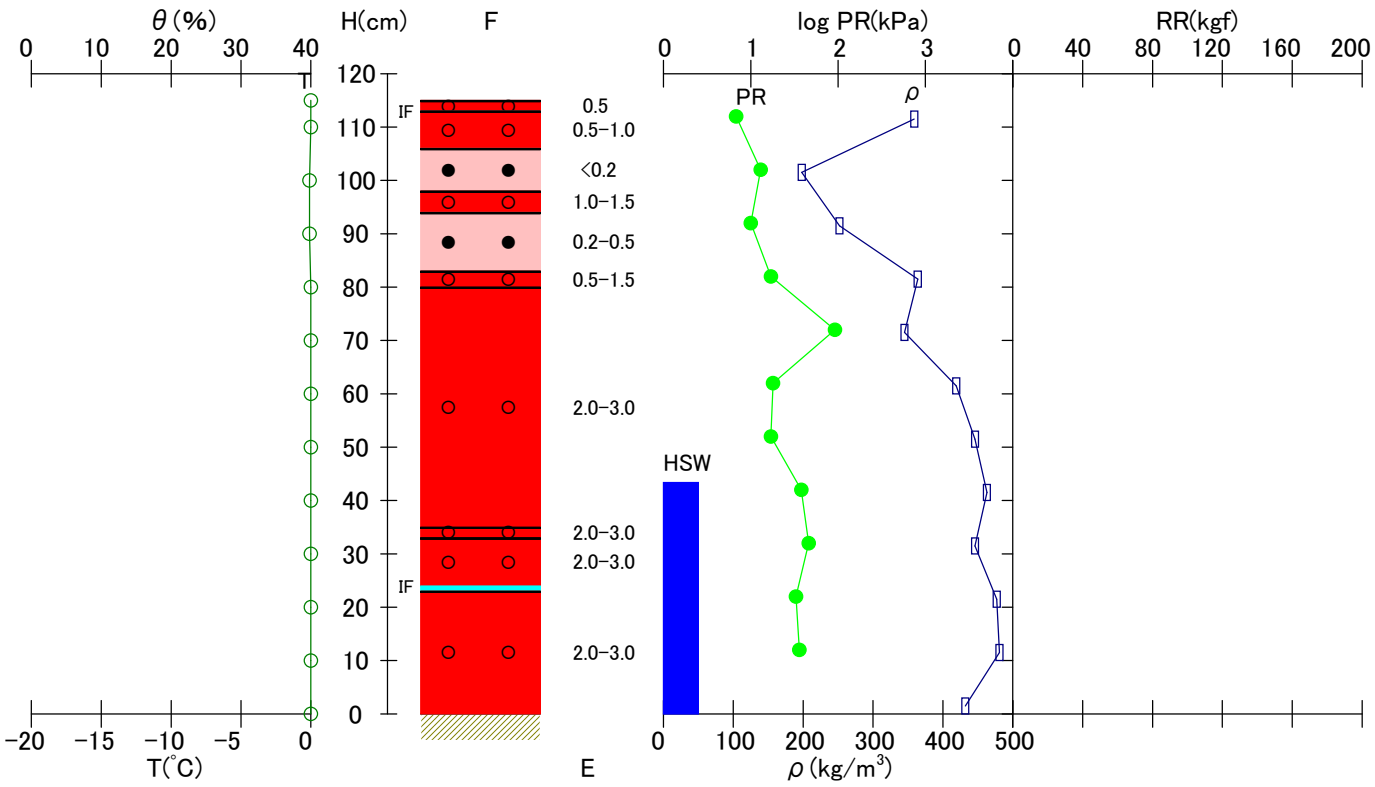 θ(%) H(cm) F log PR(kPa) RR(kgf)
0 10 20 30 40 0 1 2 3 0 40 80 120 160 200
T 120
PR ρ
IF 0.5
110 0.5-1.0
100 <0.2
1.0-1.5
90 0.2-0.5
80 0.5-1.5
70
60 2.0-3.0
50
HSW
40
30 2.0-3.0
2.0-3.0
IF
20
10 2.0-3.0
0
-20 -15 -10 -5 0 0 100 200 300 400 500
T(°C) E ρ(kg/m³)